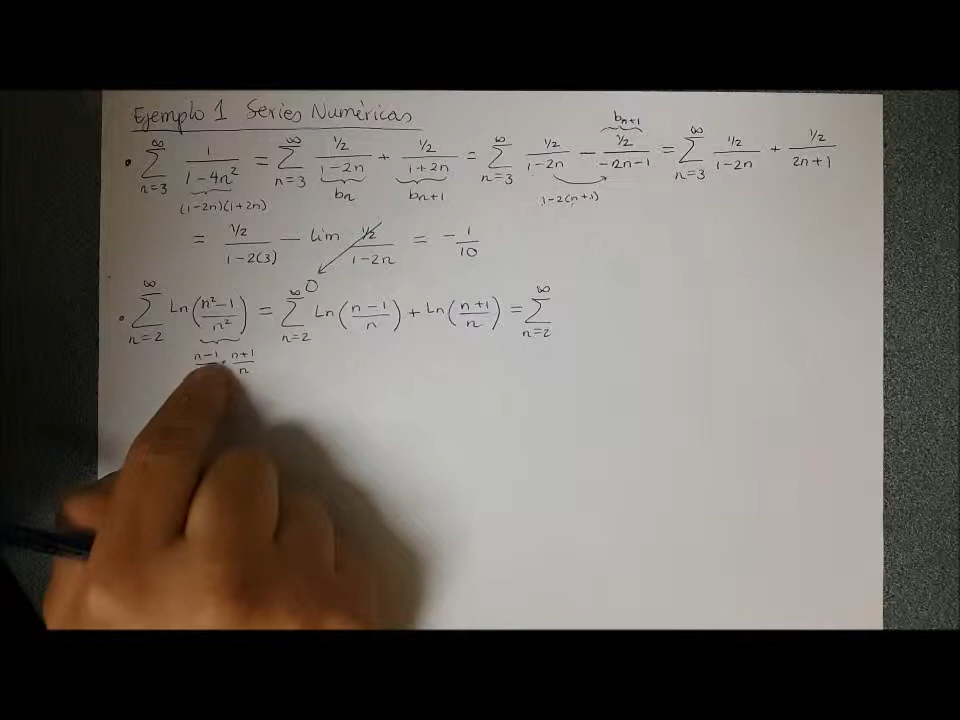 Ejemplo 1 Series Numéricas
• ∞ ∑ n=3 1/(1-4n²) = ∞ ∑ n=3 ½/(1-2n) + ½/(1+2n) = ∞ ∑ n=3 ½/(1-2n) - ½/(-2n-1) = ∞ ∑ n=3 ½/(1-2n) + ½/(2n+1)
bn+1
(1-2n)(1+2n) bn bn+1 1-2(n+1)
= ½/(1-2(3)) - lim ½/(1-2n) = -1/10
0
• ∞ ∑ n=2 Ln(n²-1/n²) = ∞ ∑ n=2 Ln(n-1/n) + Ln(n+1/n) = ∞ ∑ n=2
n-1 · n+1/n